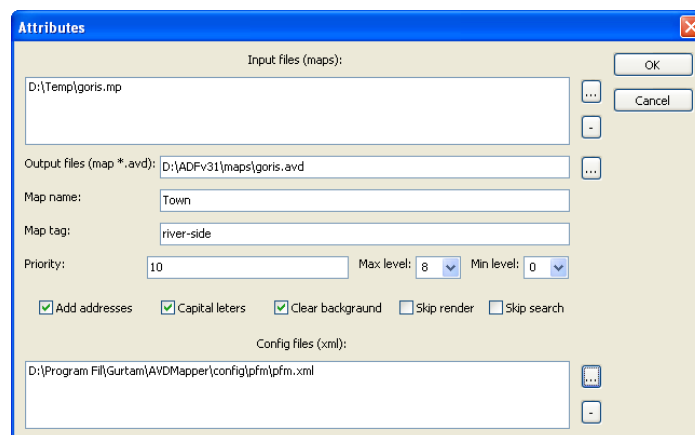 Attributes
Input files (maps):
OK
D:\Temp\goris.mp
...
Cancel
-
Output files (map *.avd): D:\ADFv31\maps\goris.avd ...
Map name: Town
Map tag: river-side
Priority: 10 Max level: 8 Min level: 0
Add addresses Capital leters Clear background Skip render Skip search
Config files (xml):
D:\Program Fil\Gurtam\AVDMapper\config\pfm\pfm.xml
...
-